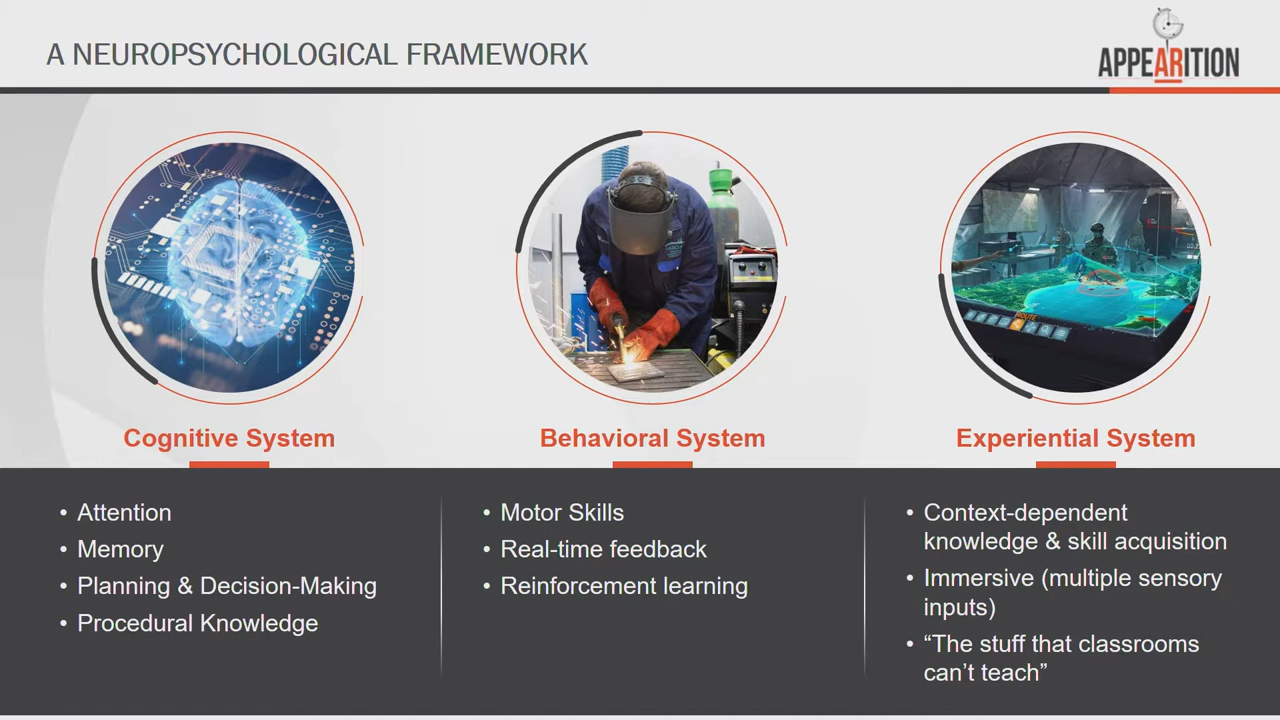 A NEUROPSYCHOLOGICAL FRAMEWORK
APPEARITION
Cognitive System
• Attention
• Memory
• Planning & Decision-Making
• Procedural Knowledge
Behavioral System
• Motor Skills
• Real-time feedback
• Reinforcement learning
ROUTE
Experiential System
• Context-dependent
knowledge & skill acquisition
• Immersive (multiple sensory
inputs)
• “The stuff that classrooms
can’t teach”